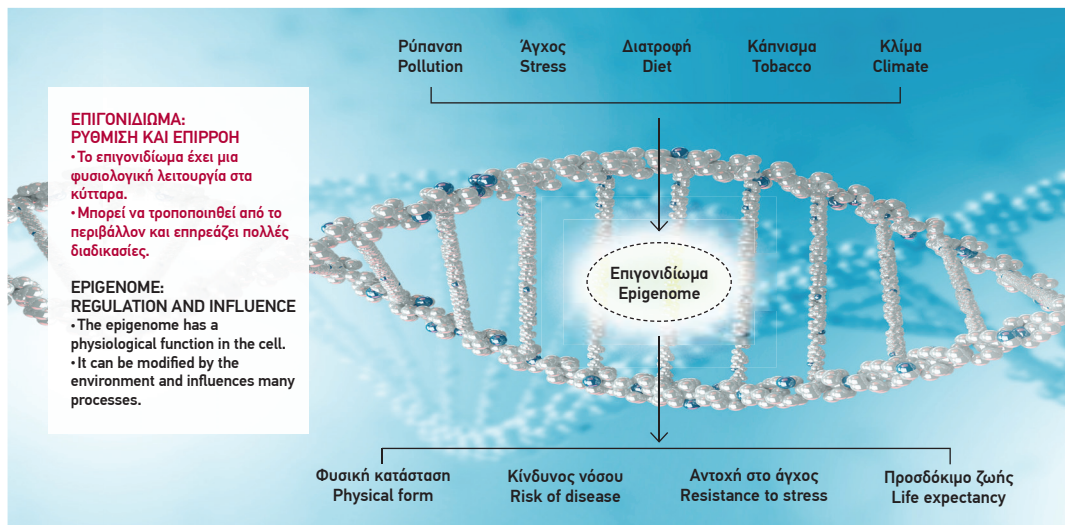 Ρύπανση Άγχος Διατροφή Κάπνισμα Κλίμα
Pollution Stress Diet Tobacco Climate
ΕΠΙΓΟΝΙΔΙΩΜΑ:
ΡΥΘΜΙΣΗ ΚΑΙ ΕΠΙΡΡΟΗ
• Το επιγονιδίωμα έχει μια
φυσιολογική λειτουργία στα
κύτταρα.
• Μπορεί να τροποποιηθεί από το
περιβάλλον και επηρεάζει πολλές
διαδικασίες.
EPIGENOME:
REGULATION AND INFLUENCE
• The epigenome has a
physiological function in the cell.
• It can be modified by the
environment and influences many
processes.
Επιγονιδίωμα
Epigenome
Φυσική κατάσταση Κίνδυνος νόσου Αντοχή στο άγχος Προσδόκιμο ζωής
Physical form Risk of disease Resistance to stress Life expectancy